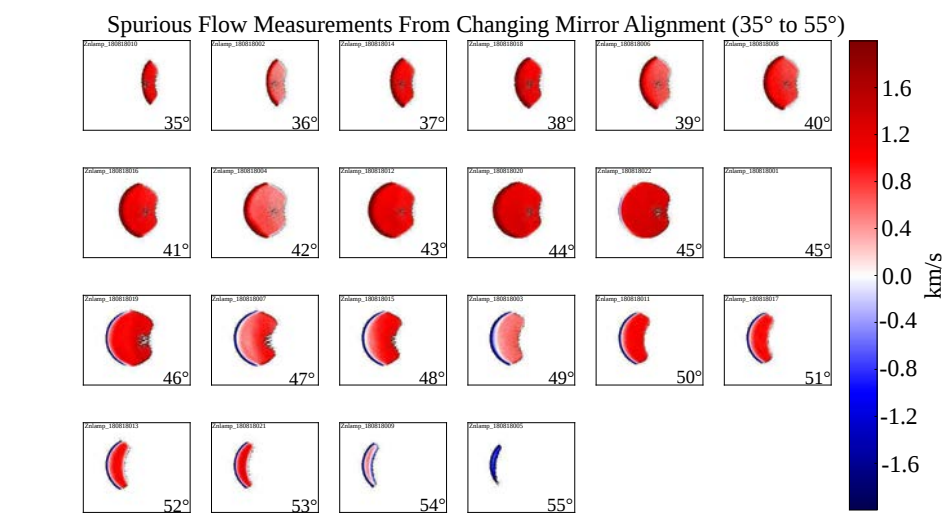 Spurious Flow Measurements From Changing Mirror Alignment (35° to 55°)
Znlamp_180818010
Znlamp_180818002
Znlamp_180818014
Znlamp_180818018
Znlamp_180818006
Znlamp_180818008
35°
36°
37°
38°
39°
40°
Znlamp_180818016
Znlamp_180818004
Znlamp_180818012
Znlamp_180818020
Znlamp_180818022
Znlamp_180818001
41°
42°
43°
44°
45°
45°
Znlamp_180818019
Znlamp_180818007
Znlamp_180818015
Znlamp_180818003
Znlamp_180818011
Znlamp_180818017
46°
47°
48°
49°
50°
51°
Znlamp_180818013
Znlamp_180818021
Znlamp_180818009
Znlamp_180818005
52°
53°
54°
55°
1.6
1.2
0.8
0.4
0.0
-0.4
-0.8
-1.2
-1.6
km/s